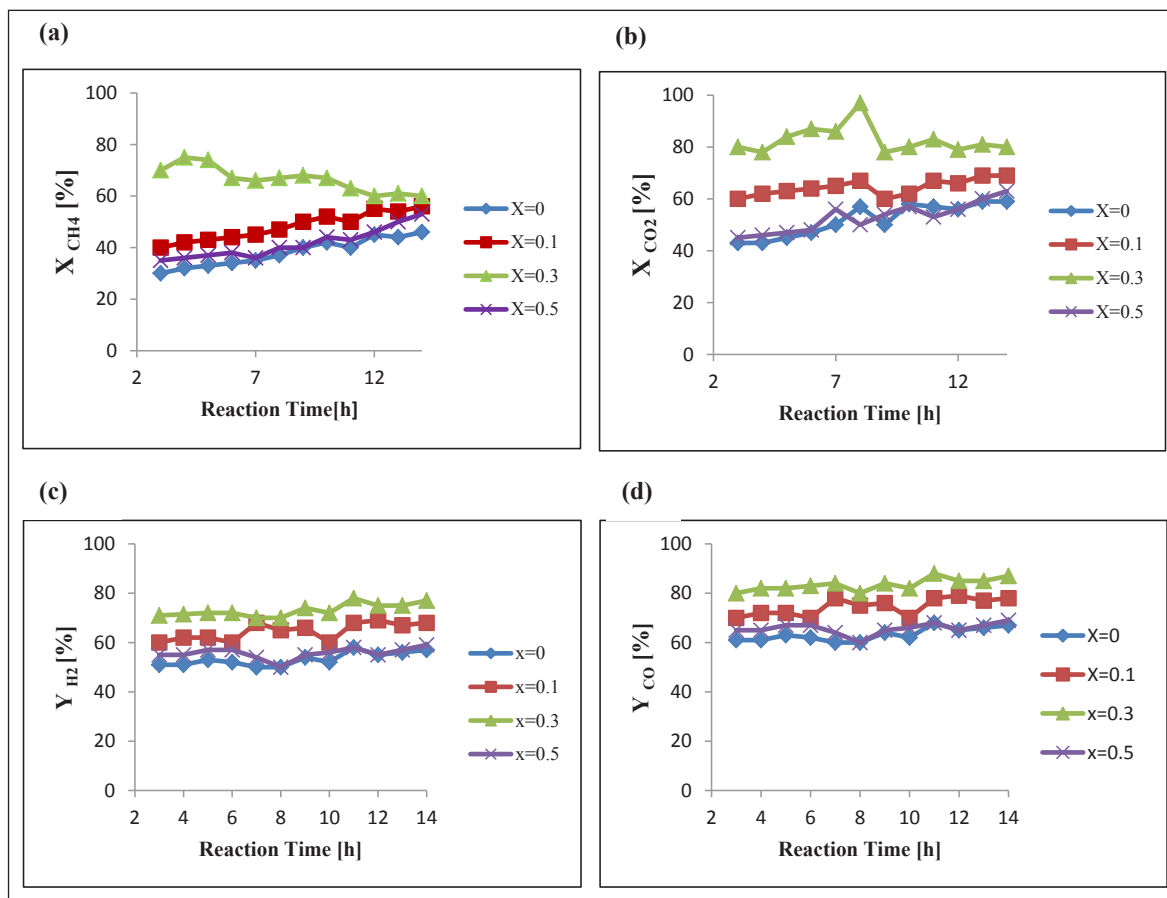 (a)
100
80
60
40
20
0
X CH4 [%]
2 7 12
Reaction Time[h]
X=0
X=0.1
X=0.3
X=0.5
(b)
100
80
60
40
20
0
X CO2 [%]
2 7 12
Reaction Time [h]
X=0
X=0.1
X=0.3
X=0.5
(c)
100
80
60
40
20
0
Y H2 [%]
2 4 6 8 10 12 14
Reaction Time [h]
x=0
x=0.1
x=0.3
x=0.5
(d)
100
80
60
40
20
0
Y CO [%]
2 4 6 8 10 12 14
Reaction Time [h]
X=0
X=0.1
x=0.3
x=0.5